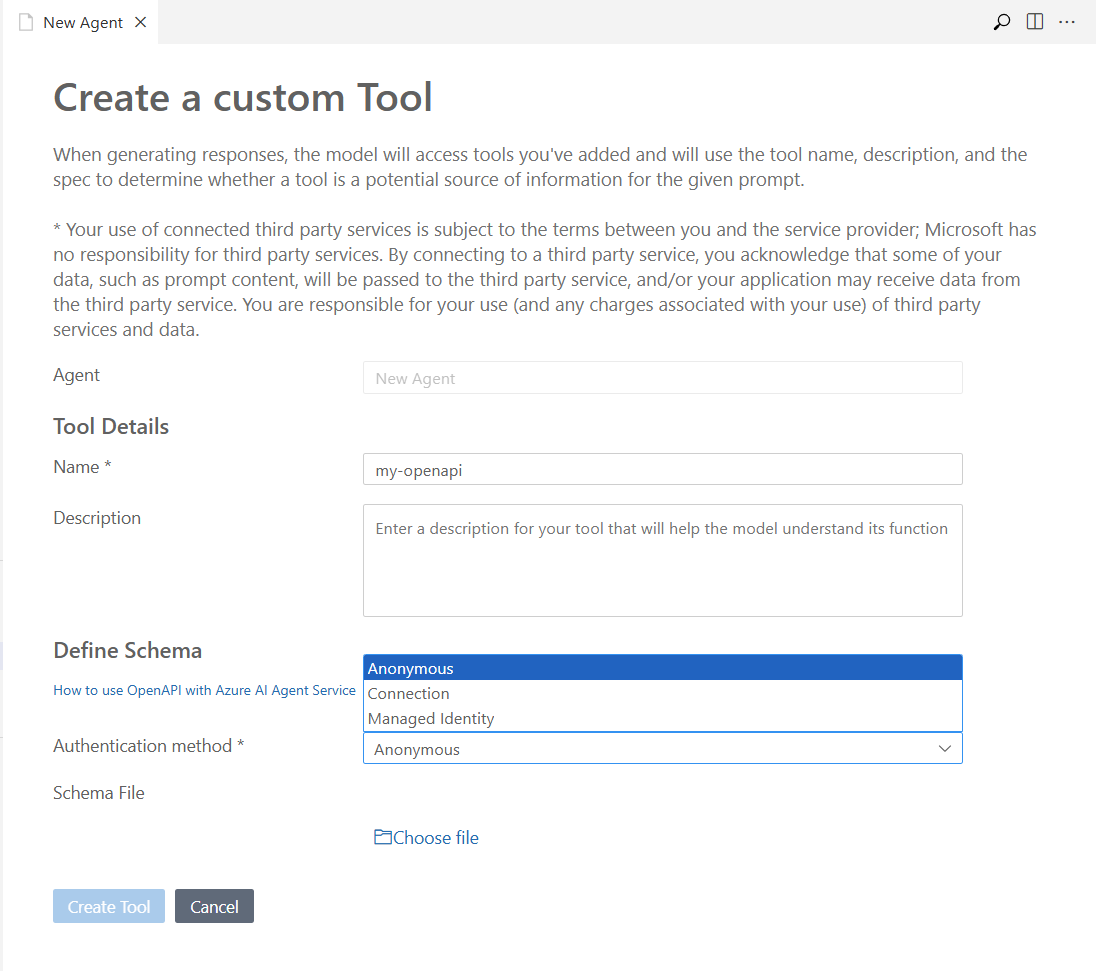 New Agent
Create a custom Tool
When generating responses, the model will access tools you've added and will use the tool name, description, and the
spec to determine whether a tool is a potential source of information for the given prompt.
* Your use of connected third party services is subject to the terms between you and the service provider; Microsoft has
no responsibility for third party services. By connecting to a third party service, you acknowledge that some of your
data, such as prompt content, will be passed to the third party service, and/or your application may receive data from
the third party service. You are responsible for your use (and any charges associated with your use) of third party
services and data.
Agent
New Agent
Tool Details
Name *
my-openapi
Description
Enter a description for your tool that will help the model understand its function
Define Schema
How to use OpenAPI with Azure AI Agent Service
Anonymous
Connection
Managed Identity
Authentication method *
Anonymous
Schema File
Choose file
Create Tool
Cancel